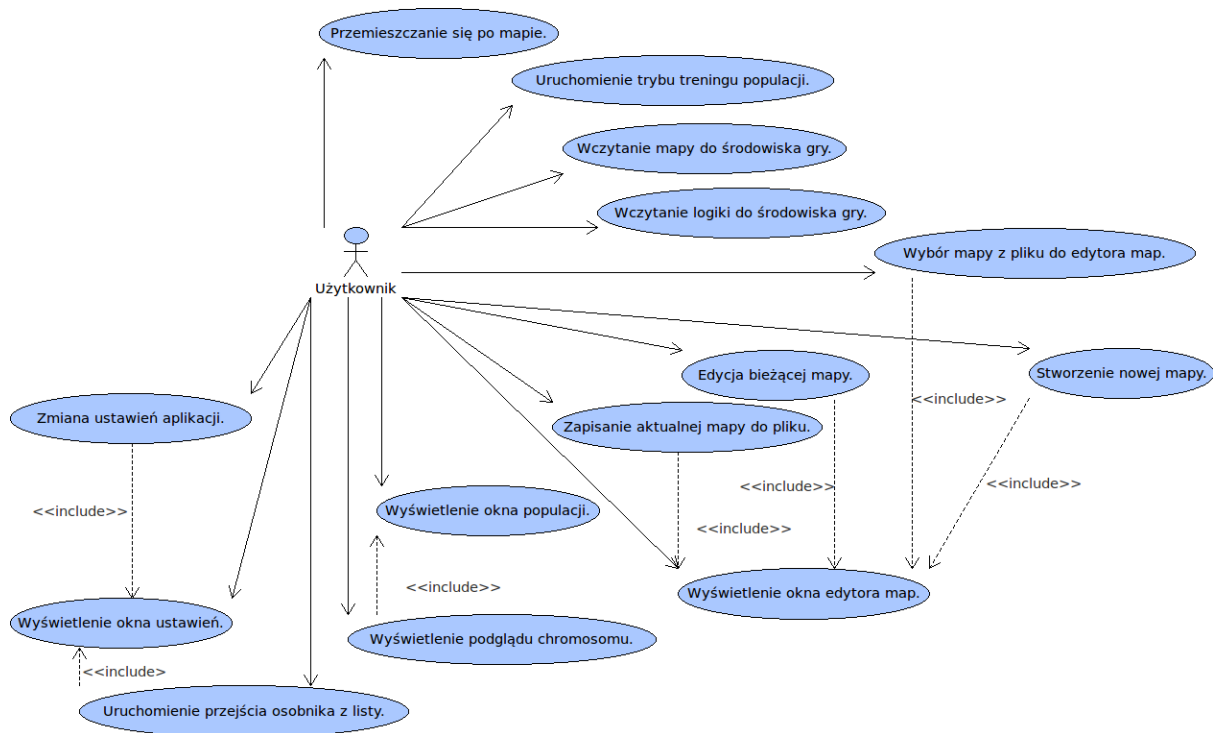 Przemieszczanie się po mapie.
Uruchomienie trybu treningu populacji.
Wczytanie mapy do środowiska gry.
Wczytanie logiki do środowiska gry.
Wybór mapy z pliku do edytora map.
Użytkownik
Edycja bieżącej mapy.
Stworzenie nowej mapy.
<<include>>
Zmiana ustawień aplikacji.
Zapisanie aktualnej mapy do pliku.
<<include>>
<<include>>
<<include>>
Wyświetlenie okna populacji.
<<include>>
<<include>>
Wyświetlenie okna edytora map.
Wyświetlenie okna ustawień.
Wyświetlenie podglądu chromosomu.
<<include>
Uruchomienie przejścia osobnika z listy.